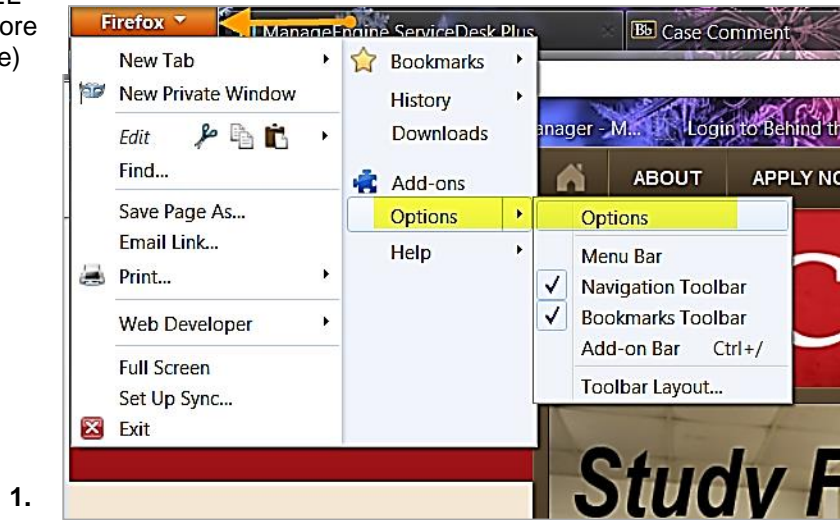 ore
e)
Firefox
ManageEngine ServiceDesk Plus
Bb Case Comment
New Tab
New Private Window
Edit
Find...
Save Page As...
Email Link...
Print...
Web Developer
Full Screen
Set Up Sync...
Exit
Bookmarks
History
Downloads
Add-ons
Options
Help
anager - M...
Login to Behind th
ABOUT
APPLY NO
Options
Menu Bar
Navigation Toolbar
Bookmarks Toolbar
Add-on Bar Ctrl+/
Toolbar Layout...
C
Study F
1.